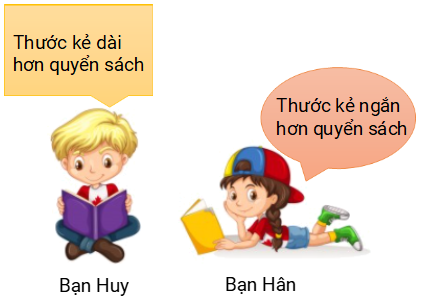 Thước kẻ dài
hơn quyển sách
Thước kẻ ngắn
hơn quyển sách
Bạn Huy
Bạn Hân